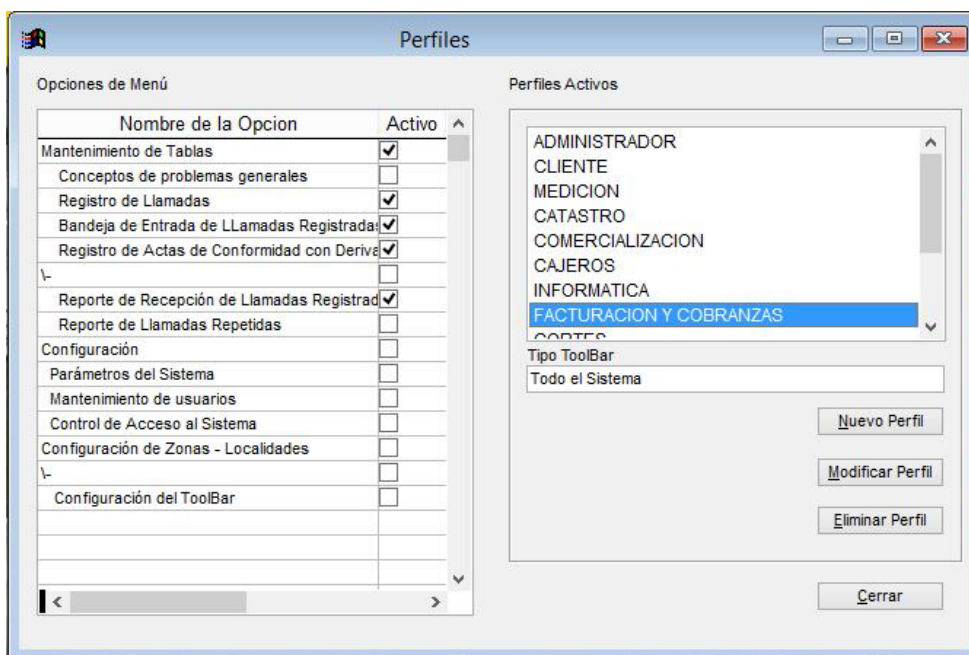 Perfiles
Opciones de Menú
Nombre de la Opcion Activo
Mantenimiento de Tablas
Conceptos de problemas generales
Registro de Llamadas
Bandeja de Entrada de LLamadas Registradas
Registro de Actas de Conformidad con Deriva
\-
Reporte de Recepción de Llamadas Registrad
Reporte de Llamadas Repetidas
Configuración
Parámetros del Sistema
Mantenimiento de usuarios
Control de Acceso al Sistema
Configuración de Zonas - Localidades
\-
Configuración del ToolBar
Perfiles Activos
ADMINISTRADOR
CLIENTE
MEDICION
CATASTRO
COMERCIALIZACION
CAJEROS
INFORMATICA
FACTURACION Y COBRANZAS
CORTES
Tipo ToolBar
Todo el Sistema
Nuevo Perfil
Modificar Perfil
Eliminar Perfil
Cerrar